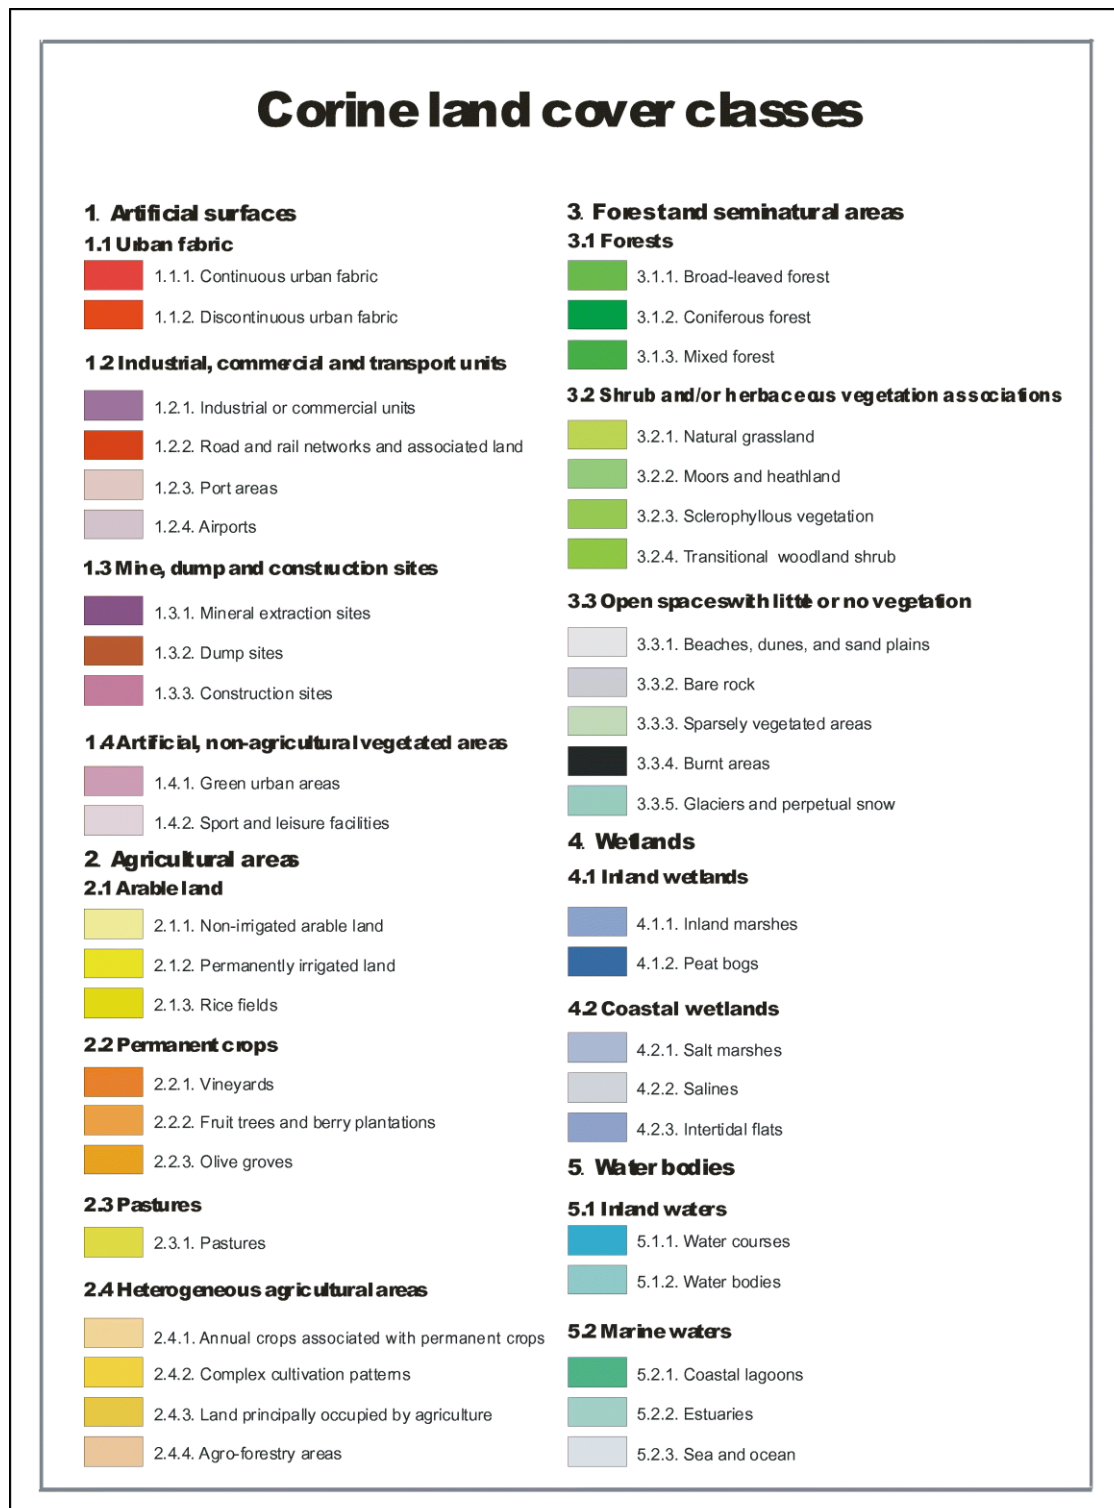 Corine land cover classes
1. Artificial surfaces
1.1 Urban fabric
1.1.1. Continuous urban fabric
1.1.2. Discontinuous urban fabric
1.2 Industrial, commercial and transport units
1.2.1. Industrial or commercial units
1.2.2. Road and rail networks and associated land
1.2.3. Port areas
1.2.4. Airports
1.3 Mine, dump and construction sites
1.3.1. Mineral extraction sites
1.3.2. Dump sites
1.3.3. Construction sites
1.4 Artificial, non-agricultural vegetated areas
1.4.1. Green urban areas
1.4.2. Sport and leisure facilities
2. Agricultural areas
2.1 Arable land
2.1.1. Non-irrigated arable land
2.1.2. Permanently irrigated land
2.1.3. Rice fields
2.2 Permanent crops
2.2.1. Vineyards
2.2.2. Fruit trees and berry plantations
2.2.3. Olive groves
2.3 Pastures
2.3.1. Pastures
2.4 Heterogeneous agricultural areas
2.4.1. Annual crops associated with permanent crops
2.4.2. Complex cultivation patterns
2.4.3. Land principally occupied by agriculture
2.4.4. Agro-forestry areas
3. Forest and seminatural areas
3.1 Forests
3.1.1. Broad-leaved forest
3.1.2. Coniferous forest
3.1.3. Mixed forest
3.2 Shrub and/or herbaceous vegetation associations
3.2.1. Natural grassland
3.2.2. Moors and heathland
3.2.3. Sclerophyllous vegetation
3.2.4. Transitional woodland shrub
3.3 Open spaces with little or no vegetation
3.3.1. Beaches, dunes, and sand plains
3.3.2. Bare rock
3.3.3. Sparsely vegetated areas
3.3.4. Burnt areas
3.3.5. Glaciers and perpetual snow
4. Wetlands
4.1 Inland wetlands
4.1.1. Inland marshes
4.1.2. Peat bogs
4.2 Coastal wetlands
4.2.1. Salt marshes
4.2.2. Salines
4.2.3. Intertidal flats
5. Water bodies
5.1 Inland waters
5.1.1. Water courses
5.1.2. Water bodies
5.2 Marine waters
5.2.1. Coastal lagoons
5.2.2. Estuaries
5.2.3. Sea and ocean